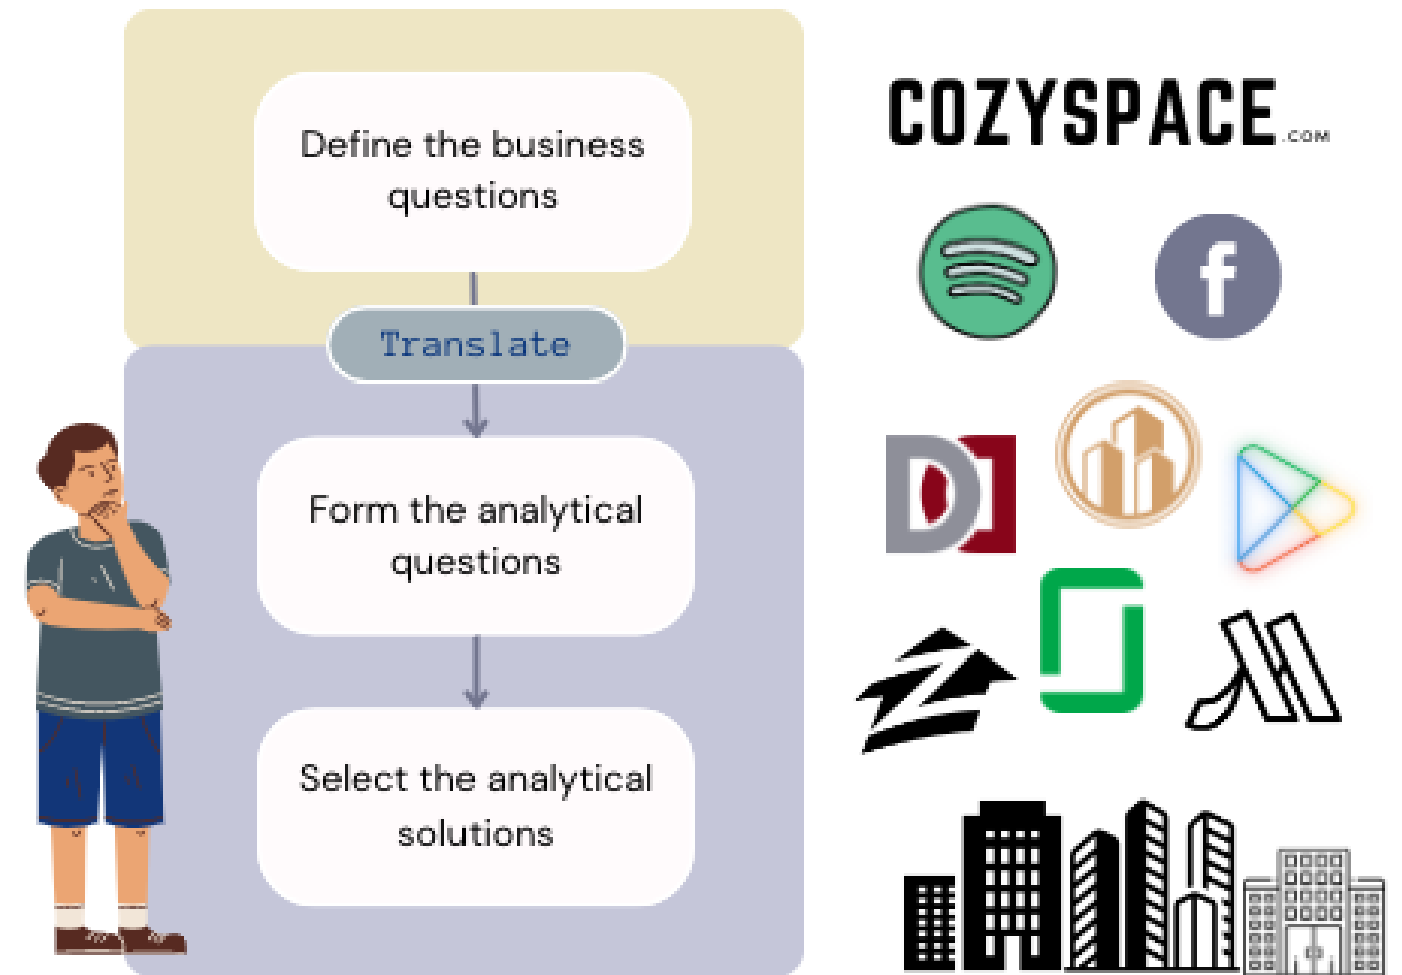 Define the business
questions
Translate
Form the analytical
questions
Select the analytical
solutions
COZYSPACE.COM
f
D
Z